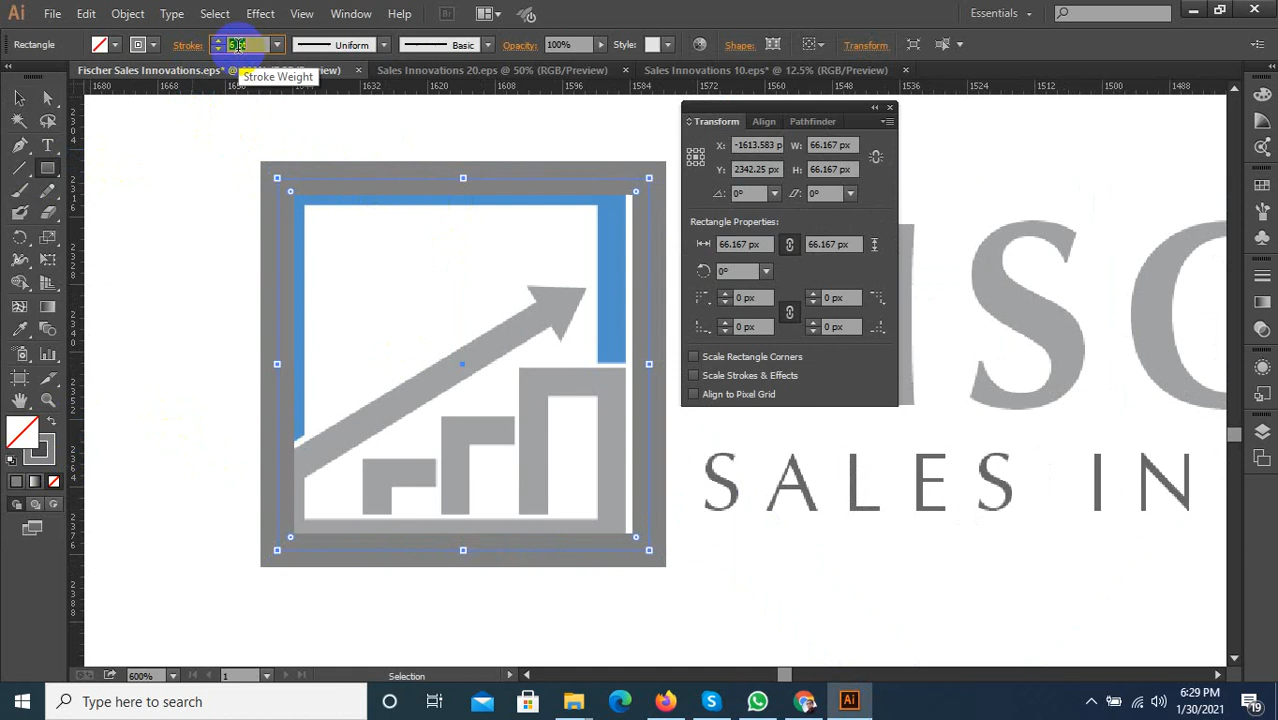 Ai File Edit Object Type Select Effect View Window Help Br Essentials
Rectangle Stroke: Uniform Basic Opacity: 100% Style: Shape: Transform
Sales Innovations 20.eps @ 50% (RGB/Preview) × Sales Innovations 10.eps* @ 12.5% (RGB/Preview) ×
Fischer Sales Innovations.eps* @ (RGB/Preview) ×
Stroke Weight
1680 1632 1620 1608 1596 1584 1572 1560 1548 1536 1524 1512 1500 1488
Transform Align Pathfinder
X: -1613.583 p W: 66.167 px
Y: 2342.25 px H: 66.167 px
0° 0°
Rectangle Properties:
66.167 px 66.167 px
0°
0 px 0 px
0 px 0 px
Scale Rectangle Corners
Scale Strokes & Effects
Align to Pixel Grid
SALES IN
600% 1 Selection
Type here to search
6:29 PM
1/30/2021
19